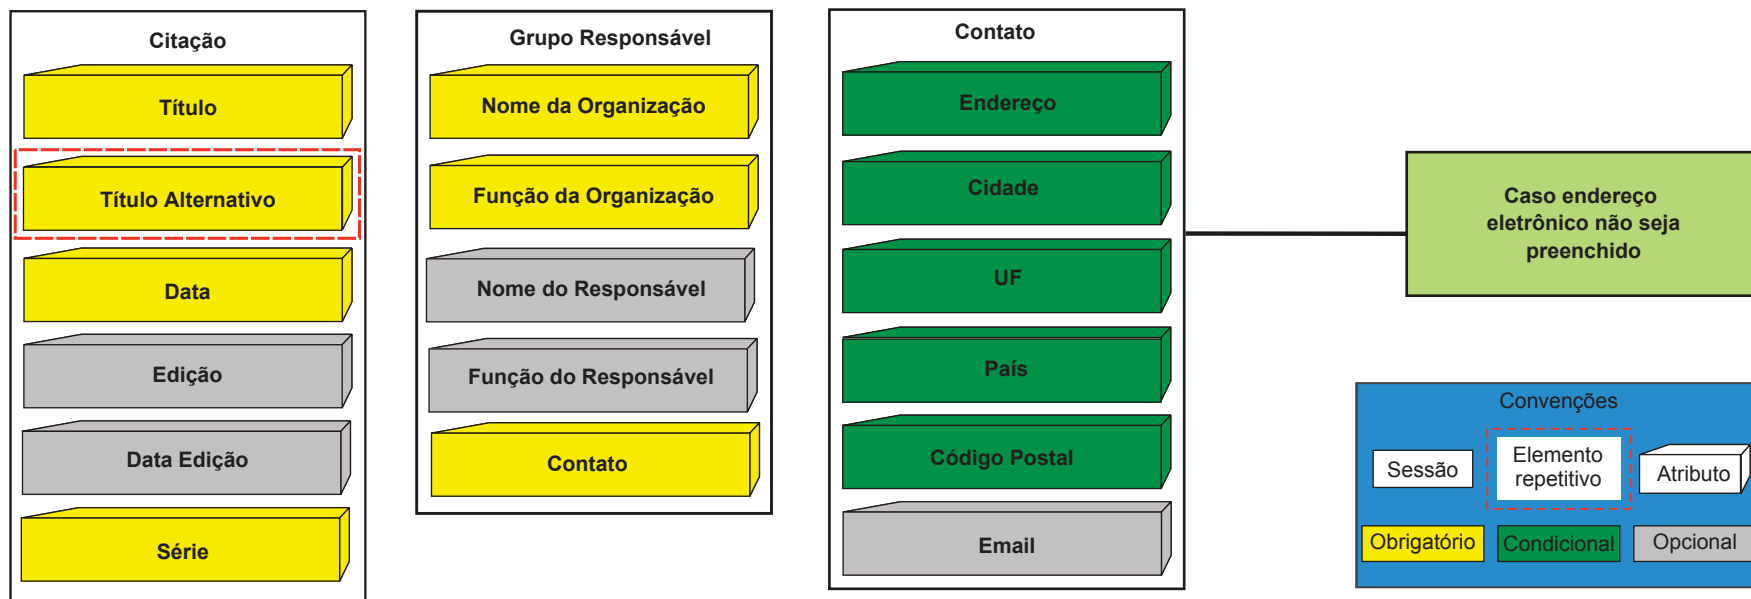 Citação
Título
Título Alternativo
Data
Edição
Data Edição
Série
Grupo Responsável
Nome da Organização
Função da Organização
Nome do Responsável
Função do Responsável
Contato
Contato
Endereço
Cidade
UF
País
Código Postal
Email
Caso endereço
eletrônico não seja
preenchido
Convenções
Sessão
Elemento
repetitivo
Atributo
Obrigatório
Condicional
Opcional